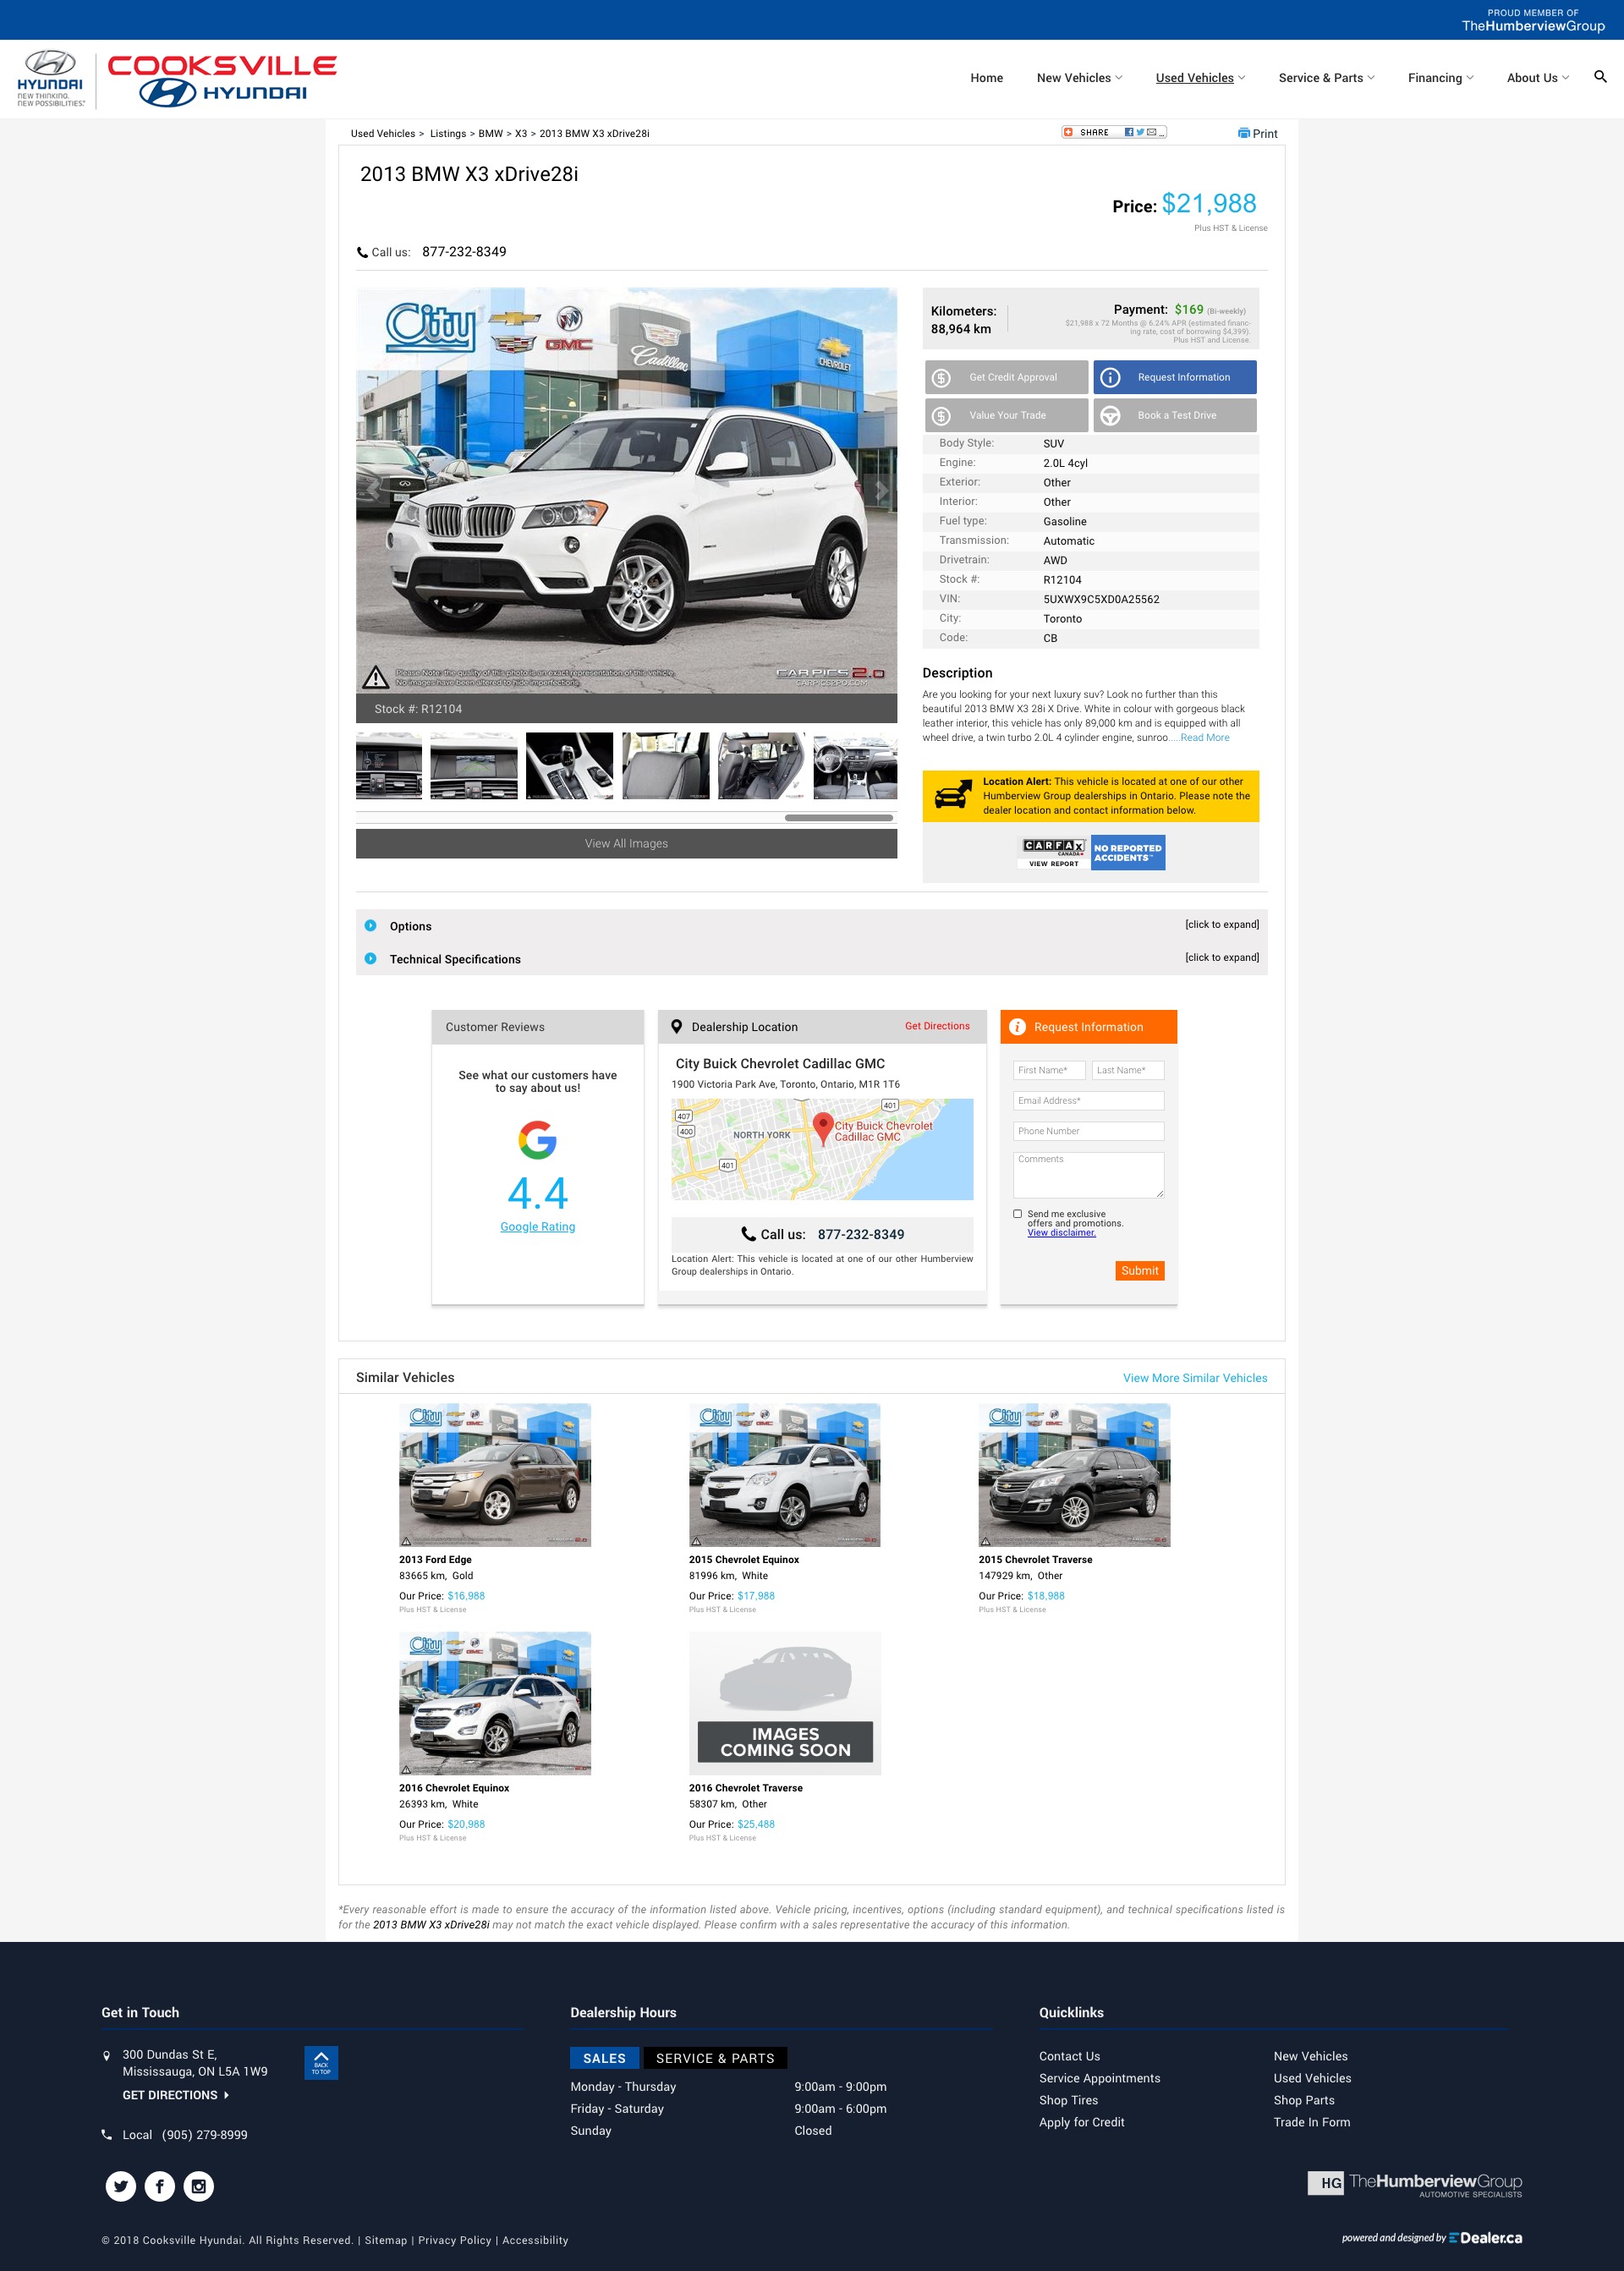 PROUD MEMBER OF
TheHumberviewGroup
HYUNDAI
NEW THINKING.
NEW POSSIBILITIES.
COOKSVILLE
HYUNDAI
Home New Vehicles Used Vehicles Service & Parts Financing About Us
Used Vehicles > Listings > BMW > X3 > 2013 BMW X3 xDrive28i
SHARE
Print
2013 BMW X3 xDrive28i
Price: $21,988
Plus HST & License
Call us: 877-232-8349
City
GMC
Cadillac
CHEVROLET
Please Note: the quality of this photo is an exact representation of this vehicle.
No images have been altered to hide imperfections.
CARPICS2.0
CARPICS2P0.COM
Stock #: R12104
View All Images
Kilometers:
88,964 km
Payment: $169 (Bi-weekly)
$21,988 x 72 Months @ 6.24% APR (estimated financ-
ing rate, cost of borrowing $4,399).
Plus HST and License.
Get Credit Approval
Request Information
Value Your Trade
Book a Test Drive
Body Style: SUV
Engine: 2.0L 4cyl
Exterior: Other
Interior: Other
Fuel type: Gasoline
Transmission: Automatic
Drivetrain: AWD
Stock #: R12104
VIN: 5UXWX9C5XD0A25562
City: Toronto
Code: CB
Description
Are you looking for your next luxury suv? Look no further than this
beautiful 2013 BMW X3 28i X Drive. White in colour with gorgeous black
leather interior, this vehicle has only 89,000 km and is equipped with all
wheel drive, a twin turbo 2.0L 4 cylinder engine, sunroo.....Read More
Location Alert: This vehicle is located at one of our other
Humberview Group dealerships in Ontario. Please note the
dealer location and contact information below.
CARFAX
CANADA
VIEW REPORT
NO REPORTED
ACCIDENTS™
Options [click to expand]
Technical Specifications [click to expand]
Customer Reviews
See what our customers have
to say about us!
4.4
Google Rating
Dealership Location Get Directions
City Buick Chevrolet Cadillac GMC
1900 Victoria Park Ave, Toronto, Ontario, M1R 1T6
407
400
401
NORTH YORK
401
City Buick Chevrolet
Cadillac GMC
Call us: 877-232-8349
Location Alert: This vehicle is located at one of our other Humberview
Group dealerships in Ontario.
Request Information
First Name* Last Name*
Email Address*
Phone Number
Comments
Send me exclusive
offers and promotions.
View disclaimer.
Submit
Similar Vehicles View More Similar Vehicles
City
City
City
2013 Ford Edge
83665 km, Gold
Our Price: $16,988
Plus HST & License
2015 Chevrolet Equinox
81996 km, White
Our Price: $17,988
Plus HST & License
2015 Chevrolet Traverse
147929 km, Other
Our Price: $18,988
Plus HST & License
City
2016 Chevrolet Equinox
26393 km, White
Our Price: $20,988
Plus HST & License
IMAGES
COMING SOON
2016 Chevrolet Traverse
58307 km, Other
Our Price: $25,488
Plus HST & License
*Every reasonable effort is made to ensure the accuracy of the information listed above. Vehicle pricing, incentives, options (including standard equipment), and technical specifications listed is
for the 2013 BMW X3 xDrive28i may not match the exact vehicle displayed. Please confirm with a sales representative the accuracy of this information.
Get in Touch
300 Dundas St E,
Mississauga, ON L5A 1W9
GET DIRECTIONS
BACK
TO TOP
Local (905) 279-8999
Dealership Hours
SALES SERVICE & PARTS
Monday - Thursday 9:00am - 9:00pm
Friday - Saturday 9:00am - 6:00pm
Sunday Closed
Quicklinks
Contact Us New Vehicles
Service Appointments Used Vehicles
Shop Tires Shop Parts
Apply for Credit Trade In Form
HG TheHumberviewGroup
AUTOMOTIVE SPECIALISTS
© 2018 Cooksville Hyundai. All Rights Reserved. | Sitemap | Privacy Policy | Accessibility
powered and designed by EDealer.ca